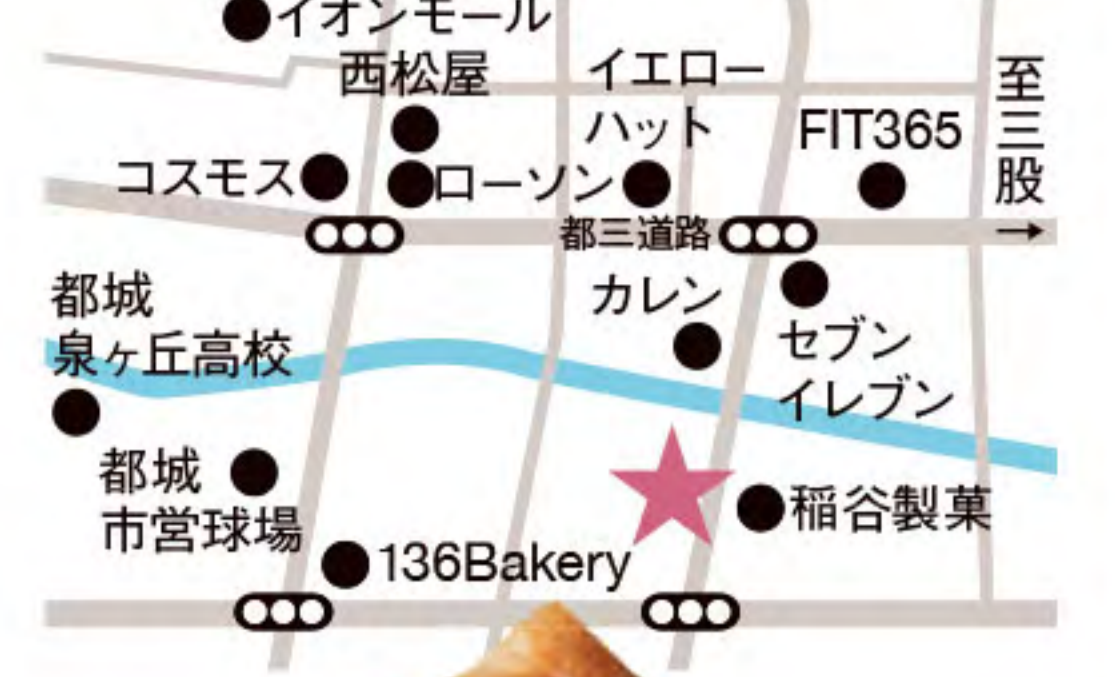 イオンモール
西松屋
イエロー
ハット
FIT365
至三股
→
コスモス
ローソン
都三道路
カレン
セブン
イレブン
都城
泉ヶ丘高校
都城
市営球場
稲谷製菓
136Bakery